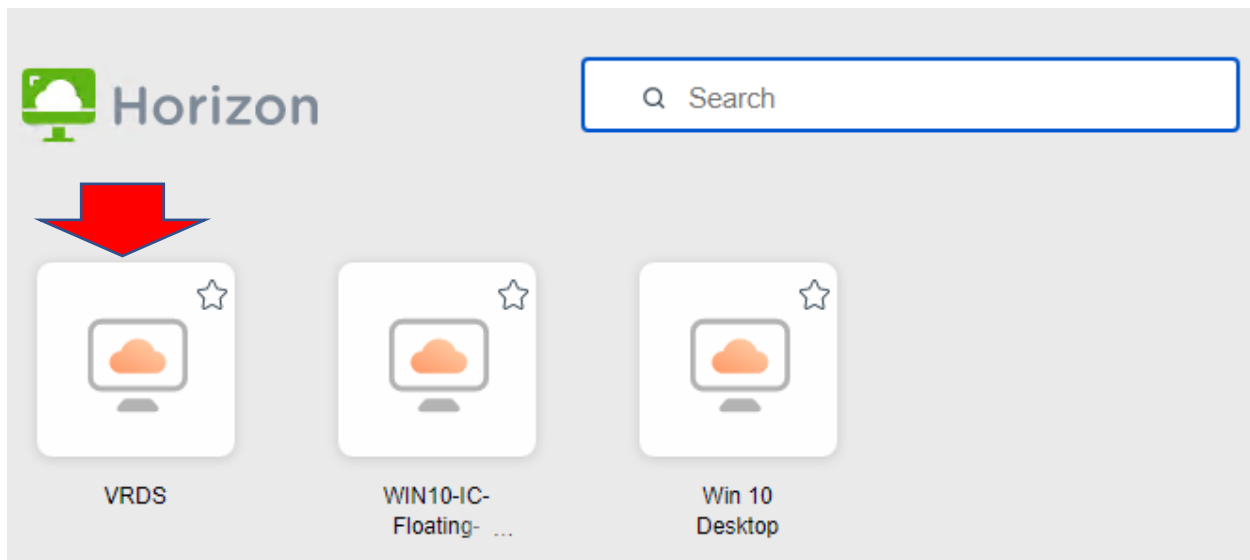 Horizon
Search
VRDS
WIN10-IC-
Floating- ...
Win 10
Desktop